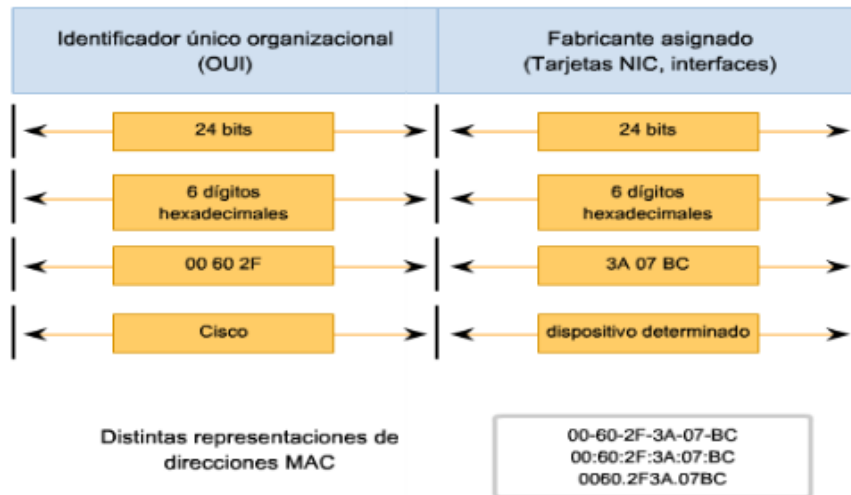 Identificador único organizacional
(OUI)
Fabricante asignado
(Tarjetas NIC, interfaces)
24 bits
24 bits
6 dígitos
hexadecimales
6 dígitos
hexadecimales
00 60 2F
3A 07 BC
Cisco
dispositivo determinado
Distintas representaciones de
direcciones MAC
00-60-2F-3A-07-BC
00:60:2F:3A:07:BC
0060.2F3A.07BC